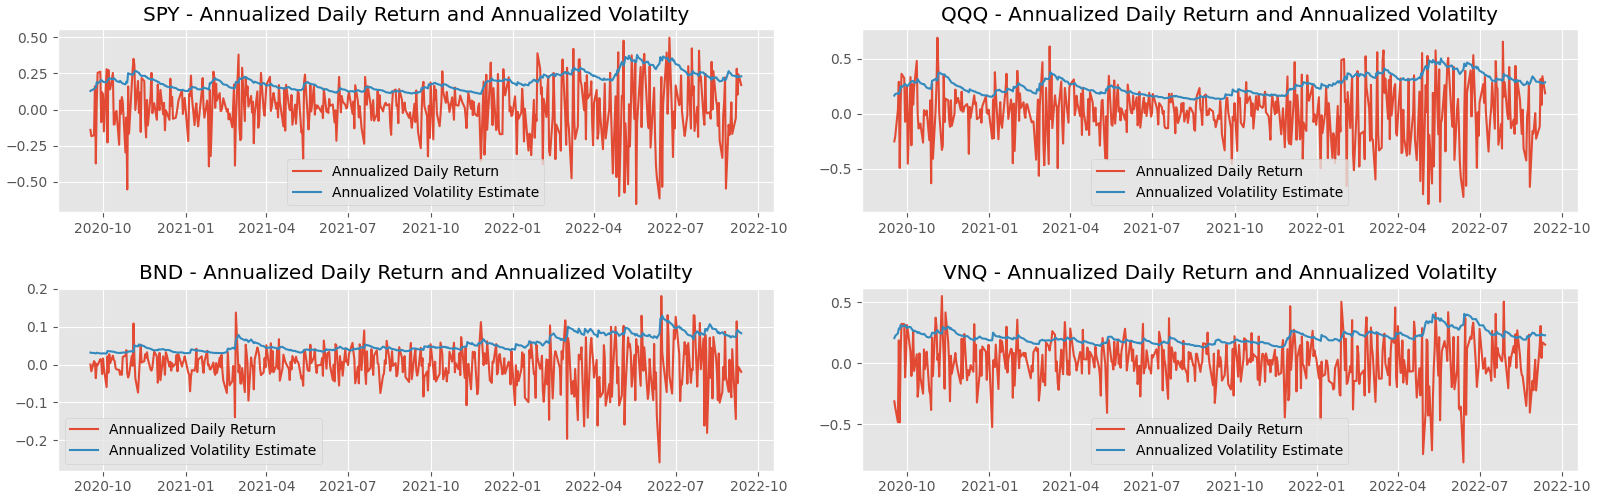 SPY - Annualized Daily Return and Annualized Volatilty
0.50
0.25
0.00
−0.25
−0.50
Annualized Daily Return
Annualized Volatility Estimate
2020-10 2021-01 2021-04 2021-07 2021-10 2022-01 2022-04 2022-07 2022-10
QQQ - Annualized Daily Return and Annualized Volatilty
0.5
0.0
−0.5
Annualized Daily Return
Annualized Volatility Estimate
2020-10 2021-01 2021-04 2021-07 2021-10 2022-01 2022-04 2022-07 2022-10
BND - Annualized Daily Return and Annualized Volatilty
0.2
0.1
0.0
−0.1
−0.2
Annualized Daily Return
Annualized Volatility Estimate
2020-10 2021-01 2021-04 2021-07 2021-10 2022-01 2022-04 2022-07 2022-10
VNQ - Annualized Daily Return and Annualized Volatilty
0.5
0.0
−0.5
Annualized Daily Return
Annualized Volatility Estimate
2020-10 2021-01 2021-04 2021-07 2021-10 2022-01 2022-04 2022-07 2022-10